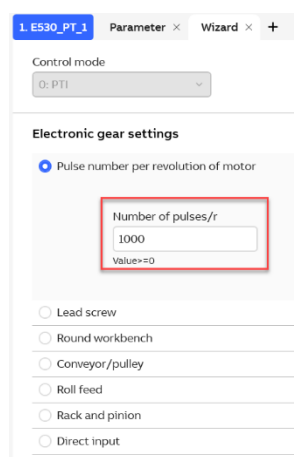 1. E530_PT_1 Parameter × Wizard × +
Control mode
0: PTI
Electronic gear settings
Pulse number per revolution of motor
Number of pulses/r
1000
Value>=0
Lead screw
Round workbench
Conveyor/pulley
Roll feed
Rack and pinion
Direct input